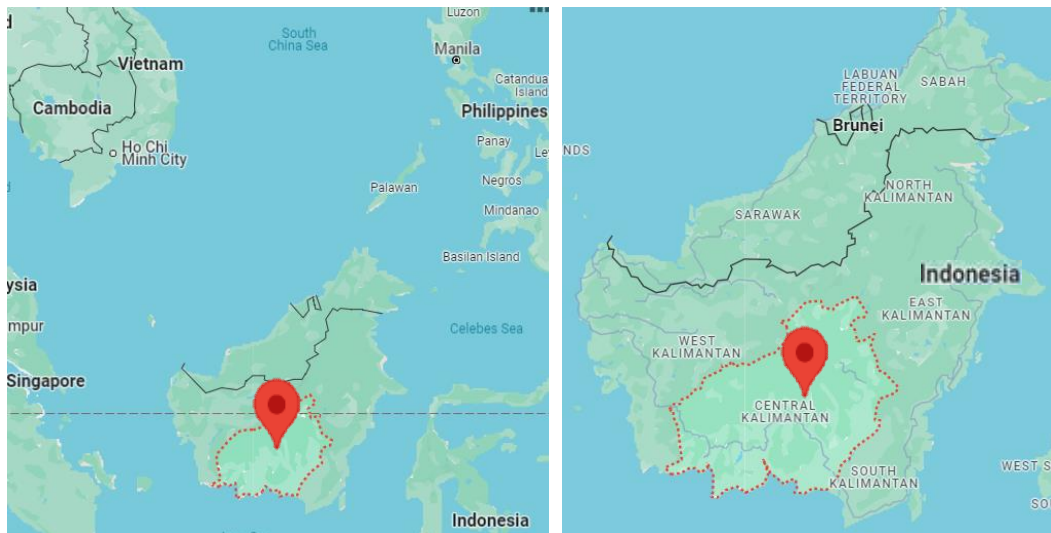 Luzon
South
China Sea
Manila
Vietnam
Catandua
Island
Cambodia
Philippines
Ho Chi
Minh City
Panay
Ley
Negros
Palawan
Mindanao
Basilan Island
ysia
mpur
Celebes Sea
Singapore
Indonesia
SABAH
LABUAN
FEDERAL
TERRITORY
Brunei
NDS
NORTH
KALIMANTAN
SARAWAK
Indonesia
EAST
KALIMANTAN
WEST
KALIMANTAN
CENTRAL
KALIMANTAN
SOUTH
KALIMANTAN
WEST S
SO